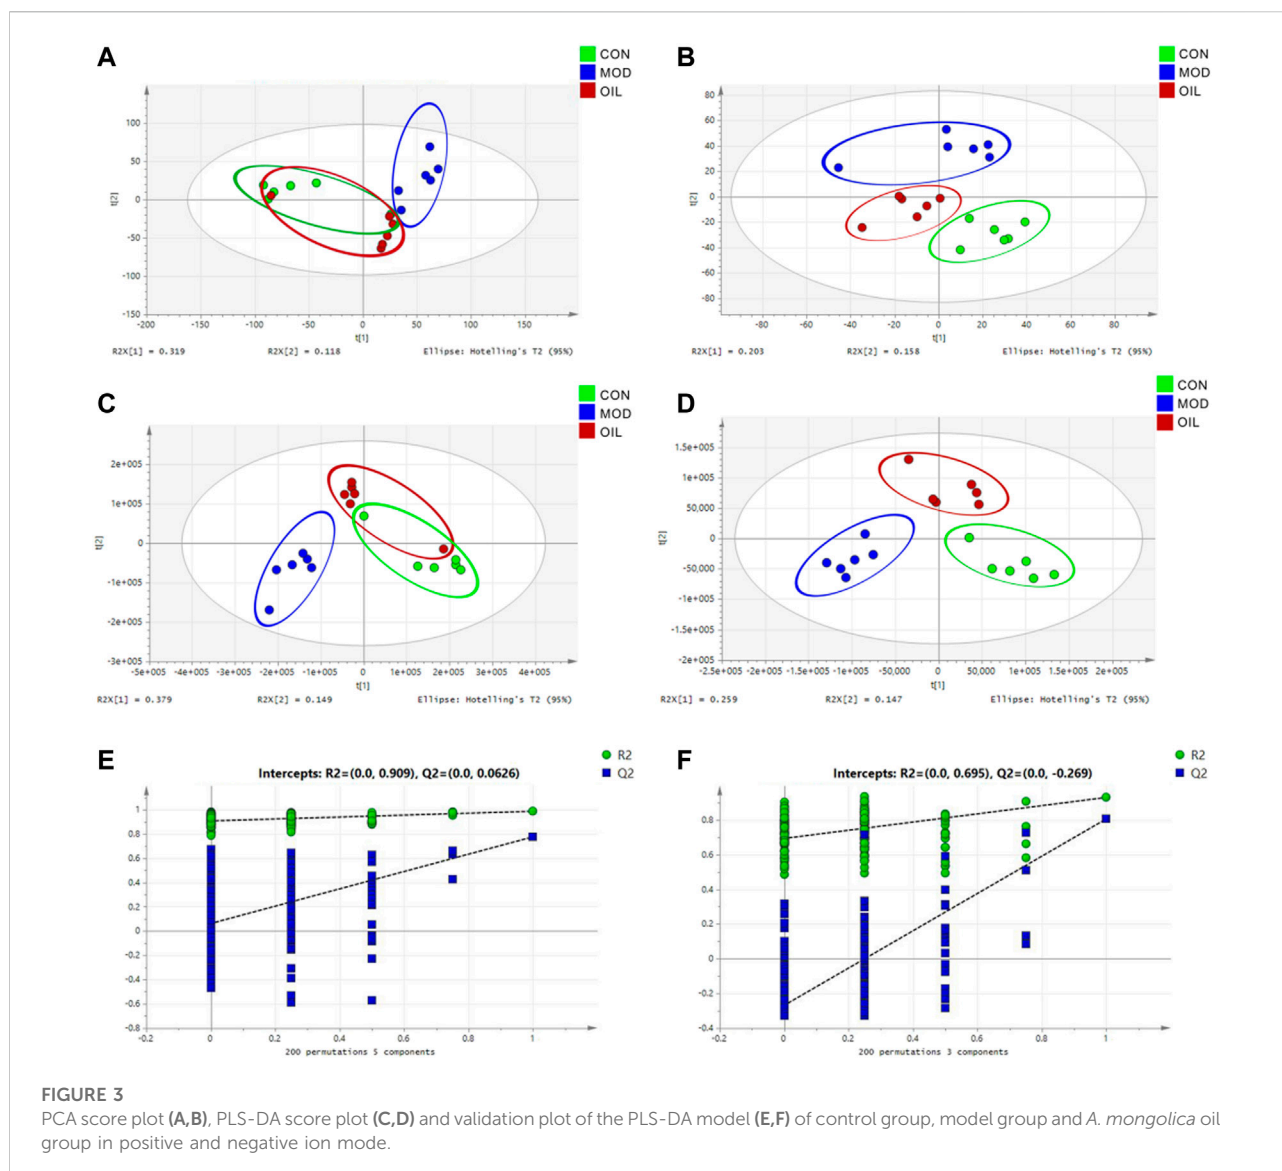 A
CON
MOD
OIL
100
50
0
-50
-100
-150
t[2]
-200
-150
-100
-50
0
50
100
150
t[1]
R2X[1] = 0.319
R2X[2] = 0.118
Ellipse: Hotelling's T2 (95%)
B
CON
MOD
OIL
80
60
40
20
0
-20
-40
-60
-80
t[2]
-80
-60
-40
-20
0
20
40
60
80
t[1]
R2X[1] = 0.203
R2X[2] = 0.158
Ellipse: Hotelling's T2 (95%)
C
CON
MOD
OIL
2e+005
1e+005
0
-1e+005
-2e+005
-3e+005
t[2]
-5e+005
-4e+005
-3e+005
-2e+005
-1e+005
0
1e+005
2e+005
3e+005
4e+005
t[1]
R2X[1] = 0.379
R2X[2] = 0.149
Ellipse: Hotelling's T2 (95%)
D
CON
MOD
OIL
1.5e+005
1e+005
50,000
0
-50,000
-1e+005
-1.5e+005
-2e+005
t[2]
-2.5e+005
-2e+005
-1.5e+005
-1e+005
-50,000
0
50,000
1e+005
1.5e+005
2e+005
t[1]
R2X[1] = 0.259
R2X[2] = 0.147
Ellipse: Hotelling's T2 (95%)
E
R2
Q2
Intercepts: R2=(0.0, 0.909), Q2=(0.0, 0.0626)
1
0.8
0.6
0.4
0.2
0
-0.2
-0.4
-0.6
-0.8
-0.2
0
0.2
0.4
0.6
0.8
1
200 permutations 5 components
F
R2
Q2
Intercepts: R2=(0.0, 0.695), Q2=(0.0, -0.269)
0.8
0.6
0.4
0.2
0
-0.2
-0.4
-0.2
0
0.2
0.4
0.6
0.8
1
200 permutations 3 components
FIGURE 3
PCA score plot (A,B), PLS-DA score plot (C,D) and validation plot of the PLS-DA model (E,F) of control group, model group and A. mongolica oil
group in positive and negative ion mode.